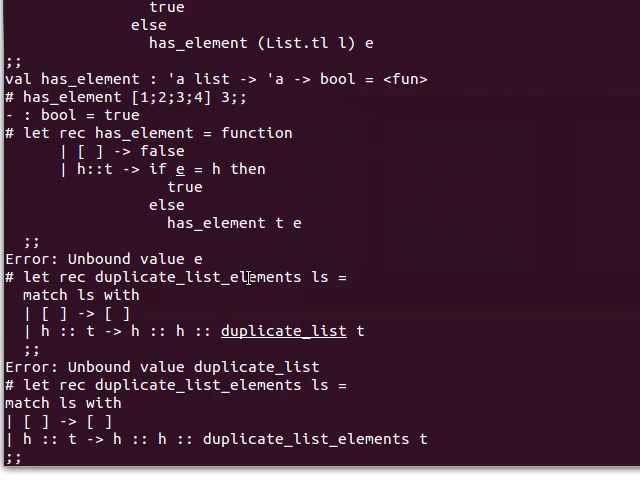 true
else
has_element (List.tl l) e
;;
val has_element : 'a list -> 'a -> bool = <fun>
# has_element [1;2;3;4] 3;;
- : bool = true
# let rec has_element = function
| [ ] -> false
| h::t -> if e = h then
true
else
has_element t e
;;
Error: Unbound value e
# let rec duplicate_list_elements ls =
match ls with
| [ ] -> [ ]
| h :: t -> h :: h :: duplicate_list t
;;
Error: Unbound value duplicate_list
# let rec duplicate_list_elements ls =
match ls with
| [ ] -> [ ]
| h :: t -> h :: h :: duplicate_list_elements t
;;